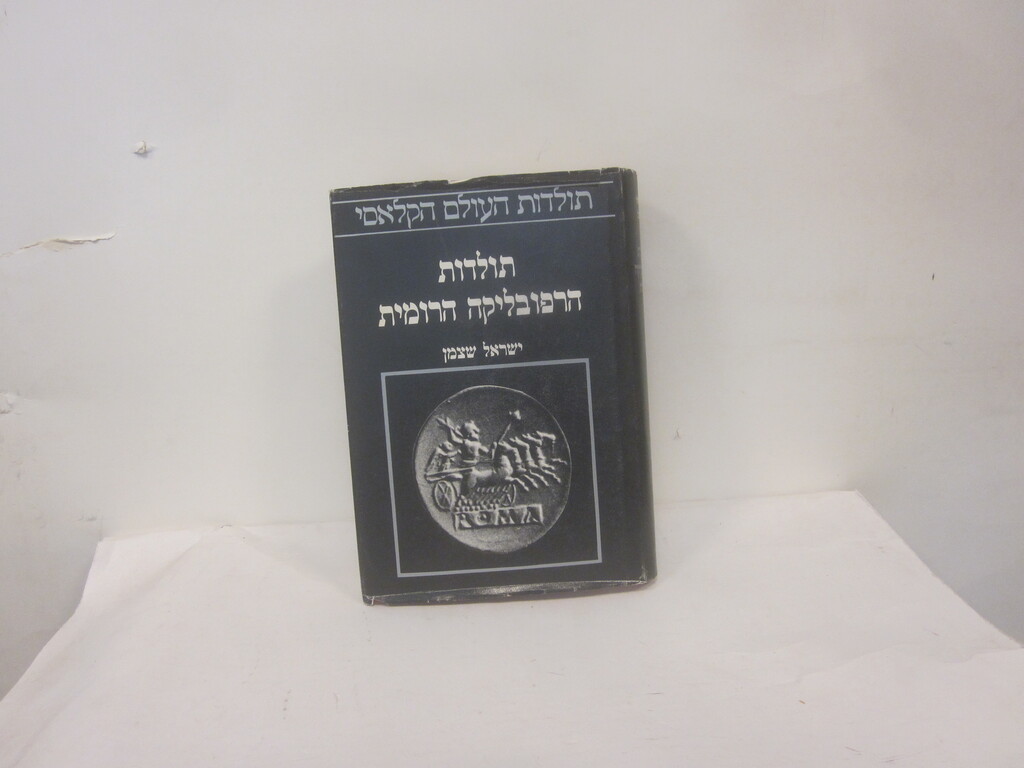 תולדות העולם הקלאסי
תולדות
הרפובליקה הרומית
ישראל שצמן
ROMA